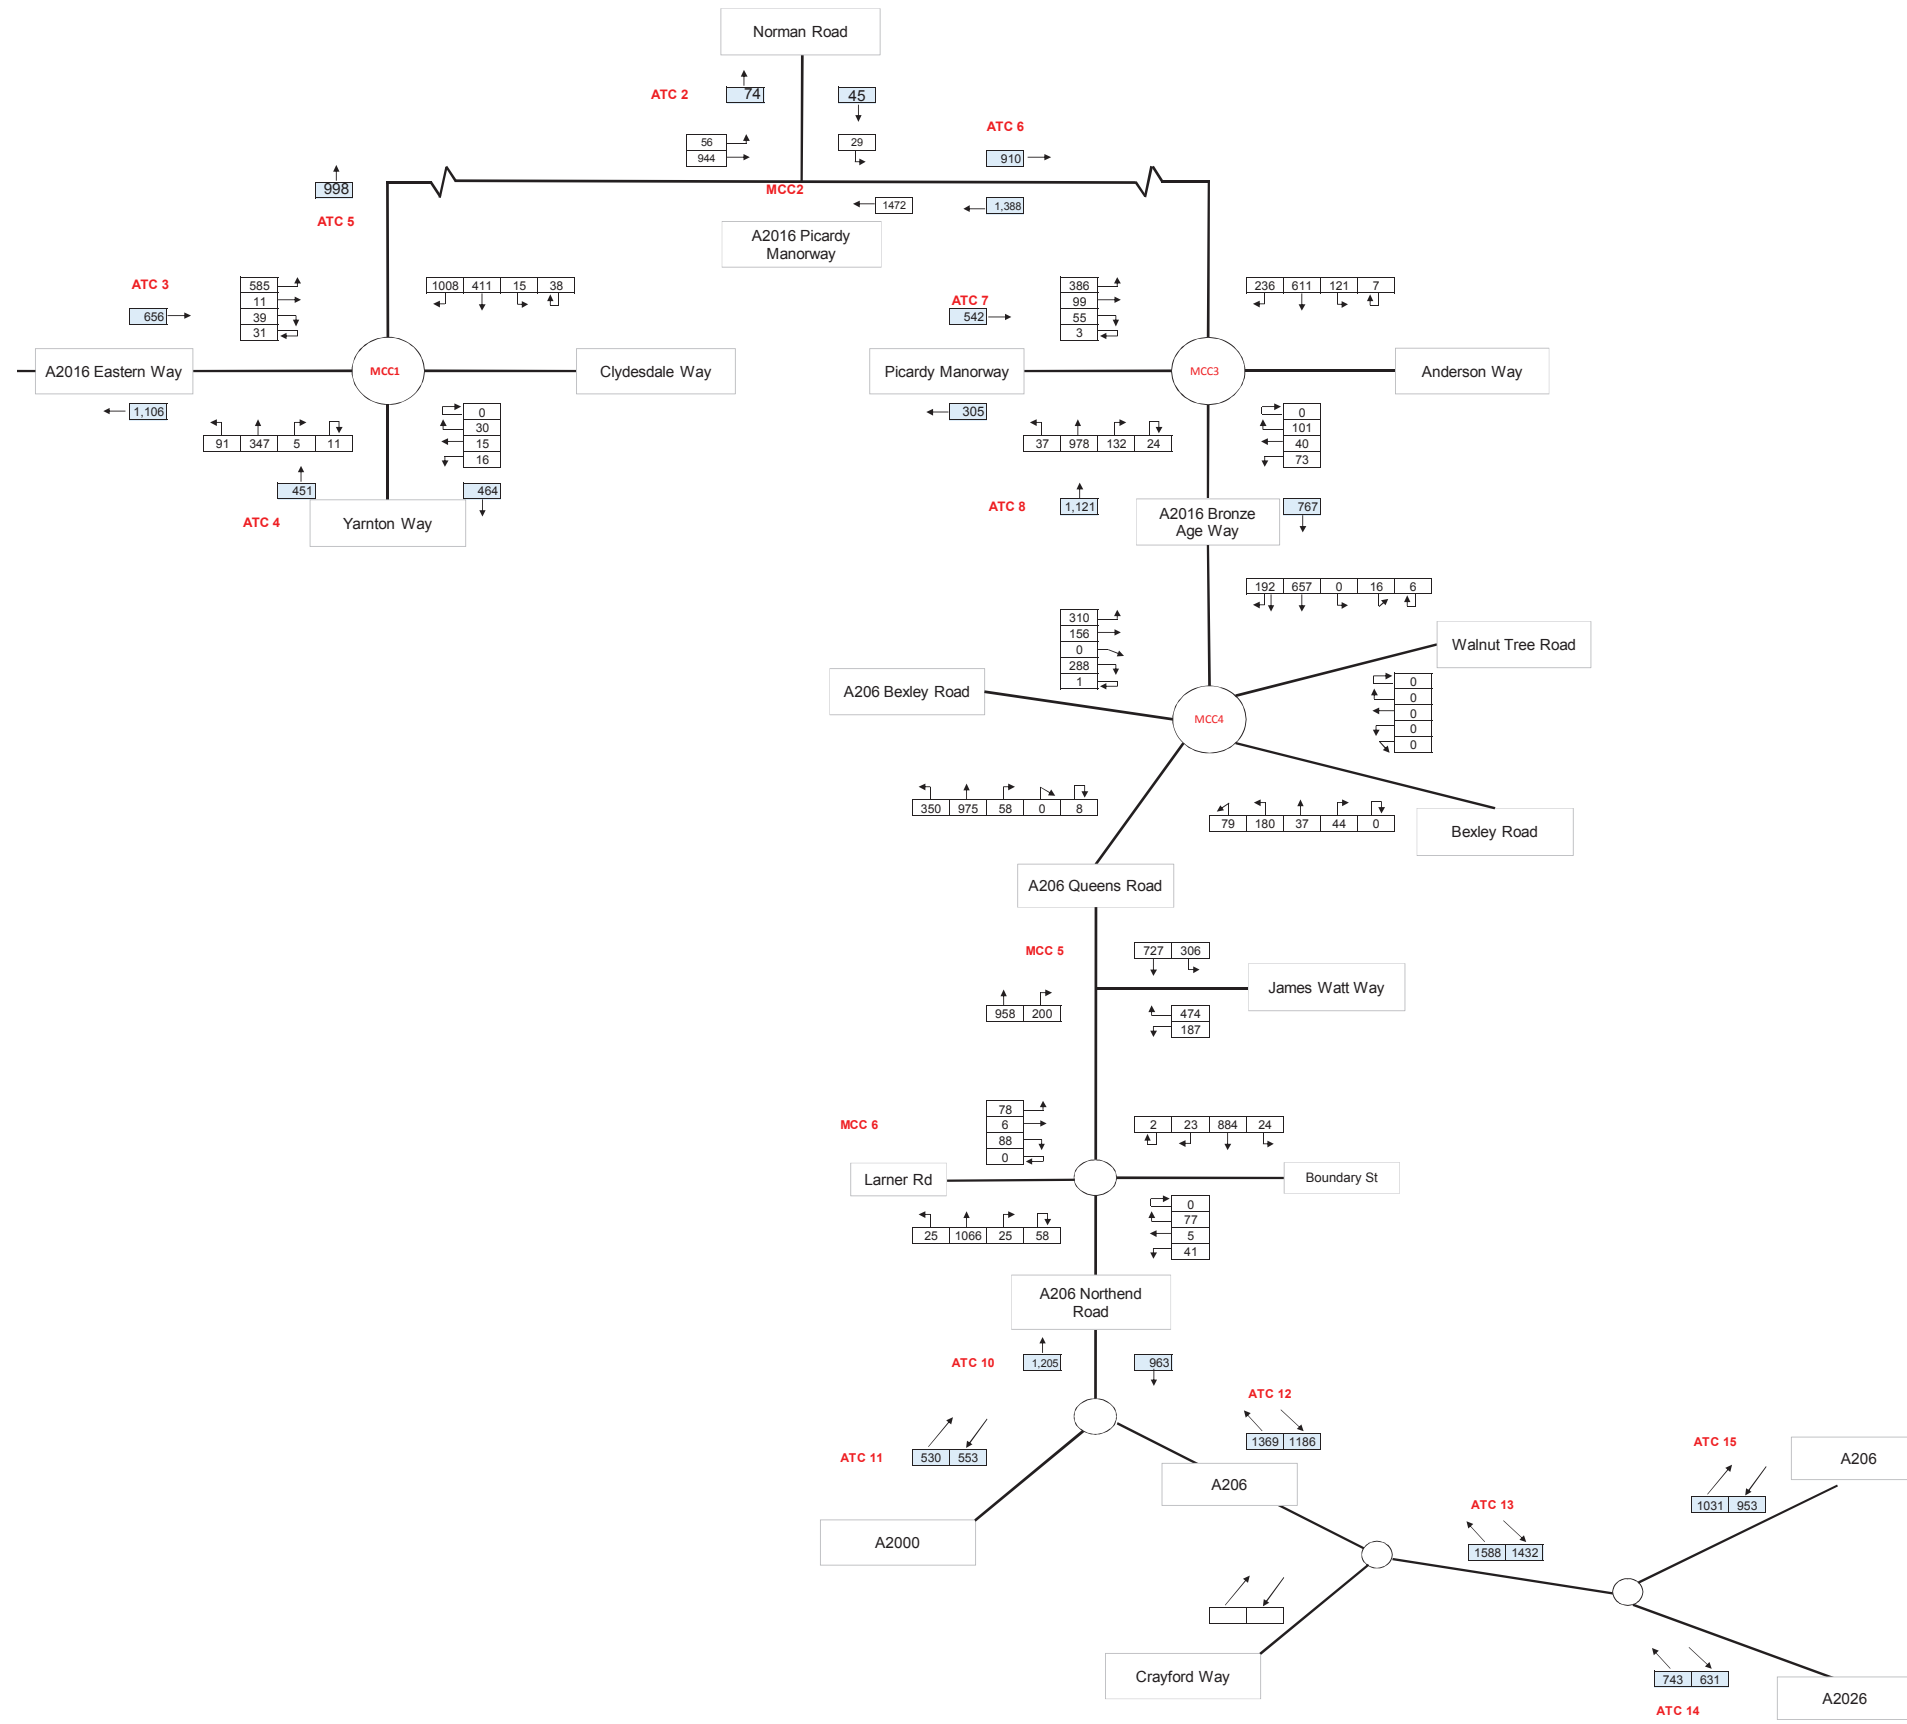 Norman Road
ATC 2
74
45
ATC 6
56
29
944
910
998
MCC2
1472
1,388
ATC 5
A2016 Picardy
Manorway
ATC 3
585
1008 411 15 38
386
236 611 121 7
11
ATC 7
99
656
39
542
55
31
3
A2016 Eastern Way
MCC1
Clydesdale Way
Picardy Manorway
MCC3
Anderson Way
1,106
0
305
0
30
101
91 347 5 11
15
37 978 132 24
40
16
73
451
464
ATC 4
Yarnton Way
ATC 8
1,121
A2016 Bronze
Age Way
767
192 657 0 16 6
310
156
0
288
1
Walnut Tree Road
A206 Bexley Road
0
0
0
0
0
MCC4
350 975 58 0 8
79 180 37 44 0
Bexley Road
A206 Queens Road
MCC 5
727 306
James Watt Way
958 200
474
187
78
MCC 6
6
88
0
2 23 884 24
Larner Rd
Boundary St
0
77
25 1066 25 58
5
41
A206 Northend
Road
ATC 10
1,205
963
ATC 12
1369 1186
ATC 11
530 553
ATC 15
A206
A206
1031 953
ATC 13
A2000
1588 1432
Crayford Way
743 631
A2026
ATC 14